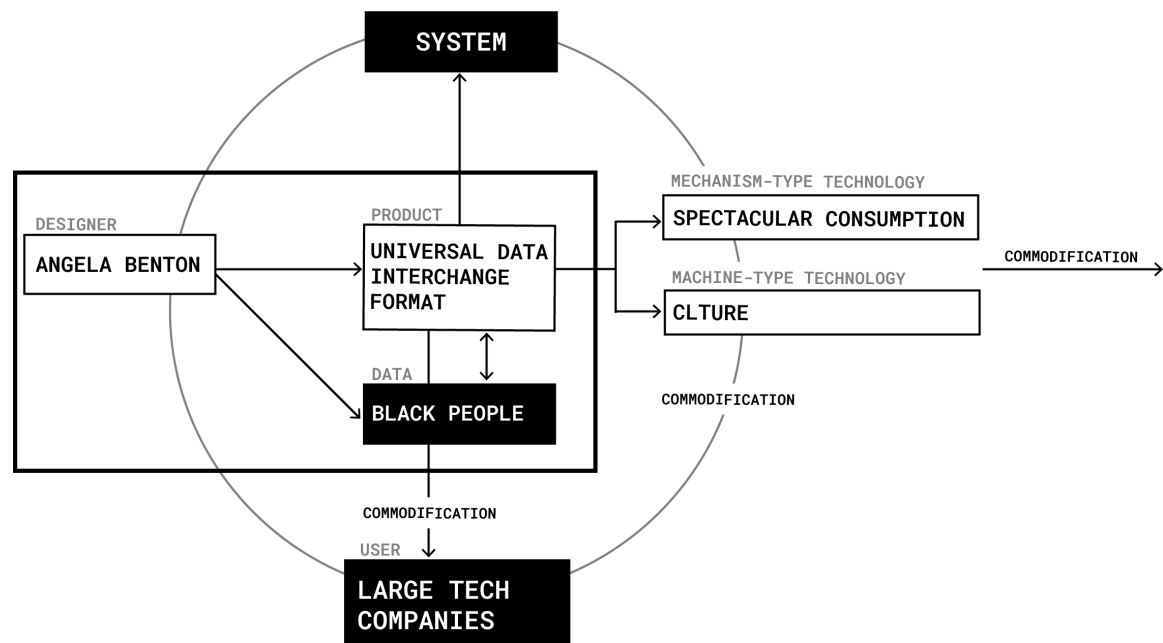 SYSTEM
MECHANISM-TYPE TECHNOLOGY
SPECTACULAR CONSUMPTION
DESIGNER
ANGELA BENTON
PRODUCT
UNIVERSAL DATA
INTERCHANGE
FORMAT
COMMODIFICATION
MACHINE-TYPE TECHNOLOGY
CLTURE
DATA
BLACK PEOPLE
COMMODIFICATION
COMMODIFICATION
USER
LARGE TECH
COMPANIES